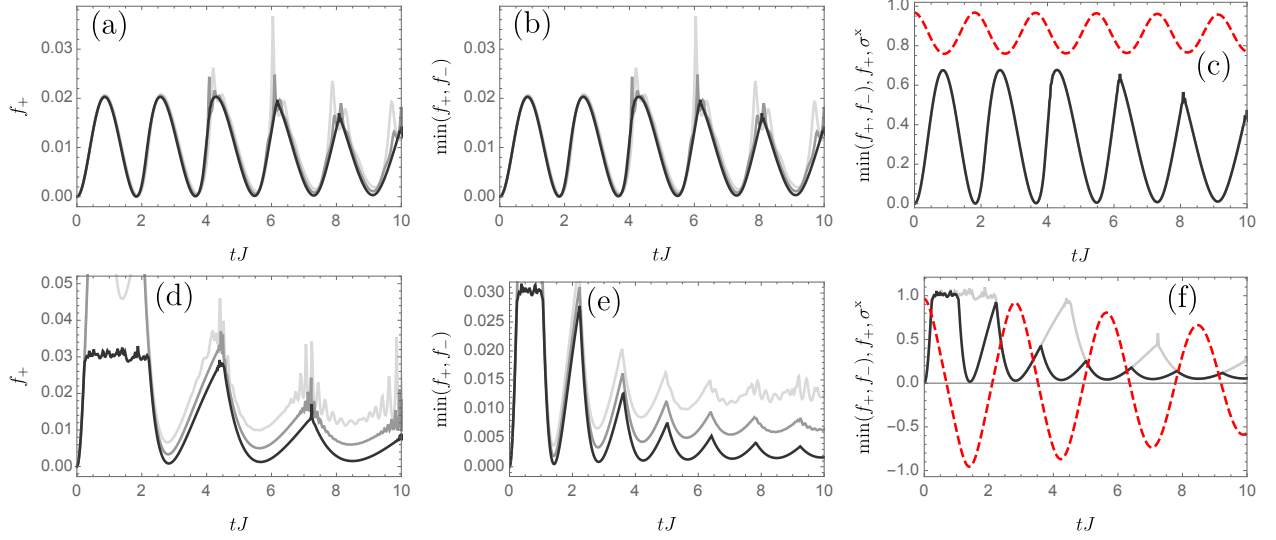 (a)
f₊
0.03
0.02
0.01
0.00
0 2 4 6 8 10
tJ
(b)
min(f₊, f₋)
0.03
0.02
0.01
0.00
0 2 4 6 8 10
tJ
(c)
min(f₊, f₋), f₊, σˣ
1.0
0.8
0.6
0.4
0.2
0.0
0 2 4 6 8 10
tJ
(d)
f₊
0.05
0.04
0.03
0.02
0.01
0.00
0 2 4 6 8 10
tJ
(e)
min(f₊, f₋)
0.030
0.025
0.020
0.015
0.010
0.005
0.000
0 2 4 6 8 10
tJ
(f)
min(f₊, f₋), f₊, σˣ
1.0
0.5
0.0
−0.5
−1.0
0 2 4 6 8 10
tJ